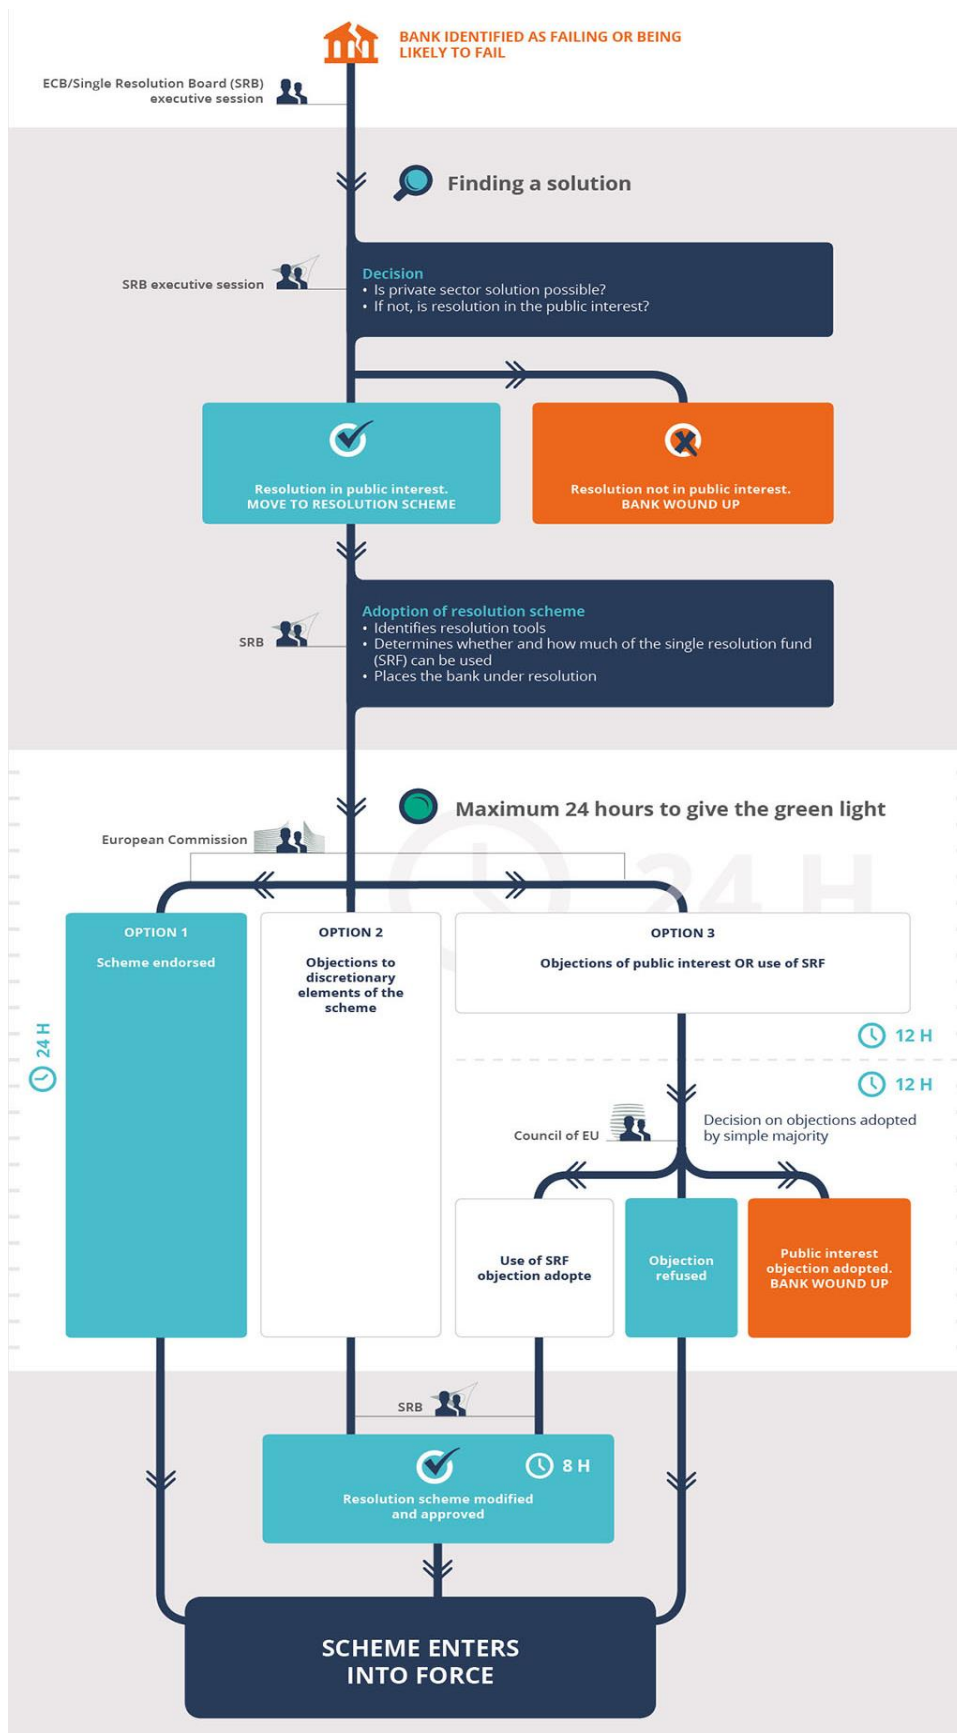 BANK IDENTIFIED AS FAILING OR BEING
LIKELY TO FAIL
ECB/Single Resolution Board (SRB)
executive session
Finding a solution
SRB executive session
Decision
• Is private sector solution possible?
• If not, is resolution in the public interest?
Resolution in public interest.
MOVE TO RESOLUTION SCHEME
Resolution not in public interest.
BANK WOUND UP
SRB
Adoption of resolution scheme
• Identifies resolution tools
• Determines whether and how much of the single resolution fund
(SRF) can be used
• Places the bank under resolution
Maximum 24 hours to give the green light
European Commission
24 H
OPTION 1
Scheme endorsed
OPTION 2
Objections to
discretionary
elements of the
scheme
OPTION 3
Objections of public interest OR use of SRF
24 H
12 H
12 H
Council of EU
Decision on objections adopted
by simple majority
Use of SRF
objection adopte
Objection
refused
Public interest
objection adopted.
BANK WOUND UP
SRB
8 H
Resolution scheme modified
and approved
SCHEME ENTERS
INTO FORCE